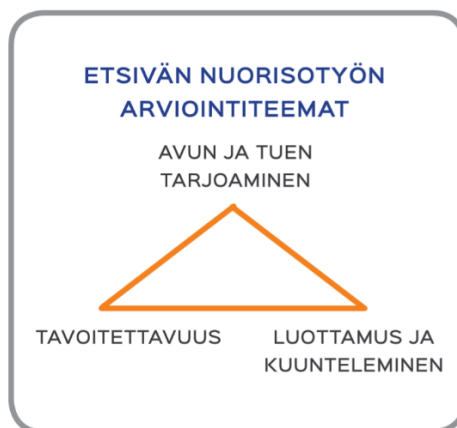 ETSIVÄN NUORISOTYÖN
ARVIOINTITEEMAT
AVUN JA TUEN
TARJOAMINEN
TAVOITETTAVUUS
LUOTTAMUS JA
KUUNTELEMINEN